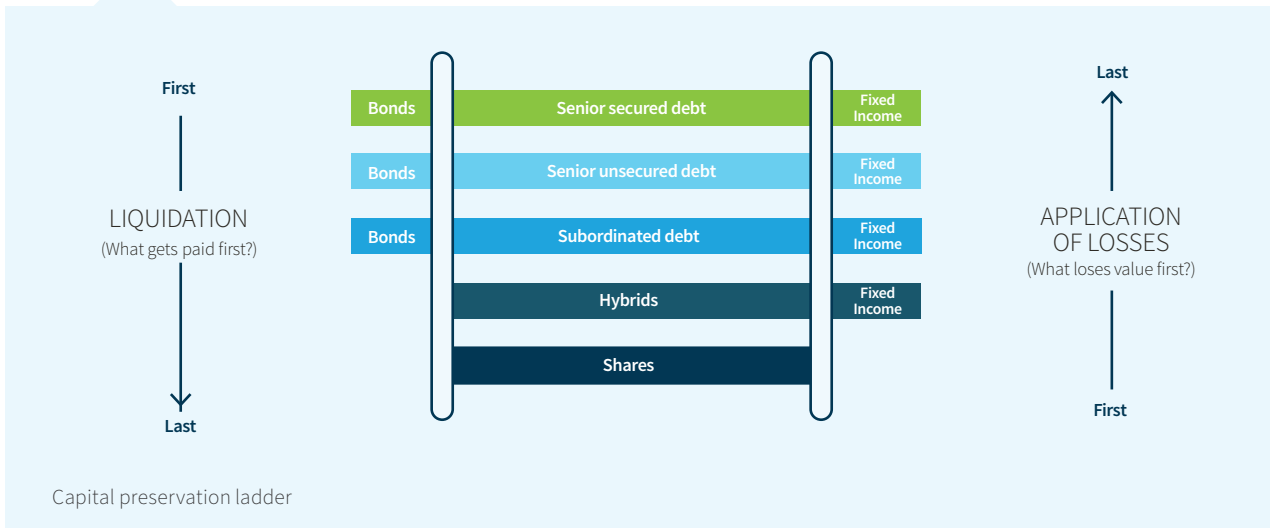 First
LIQUIDATION
(What gets paid first?)
Last
Bonds
Senior secured debt
Fixed
Income
Bonds
Senior unsecured debt
Fixed
Income
Bonds
Subordinated debt
Fixed
Income
Hybrids
Fixed
Income
Shares
Last
APPLICATION
OF LOSSES
(What loses value first?)
First
Capital preservation ladder